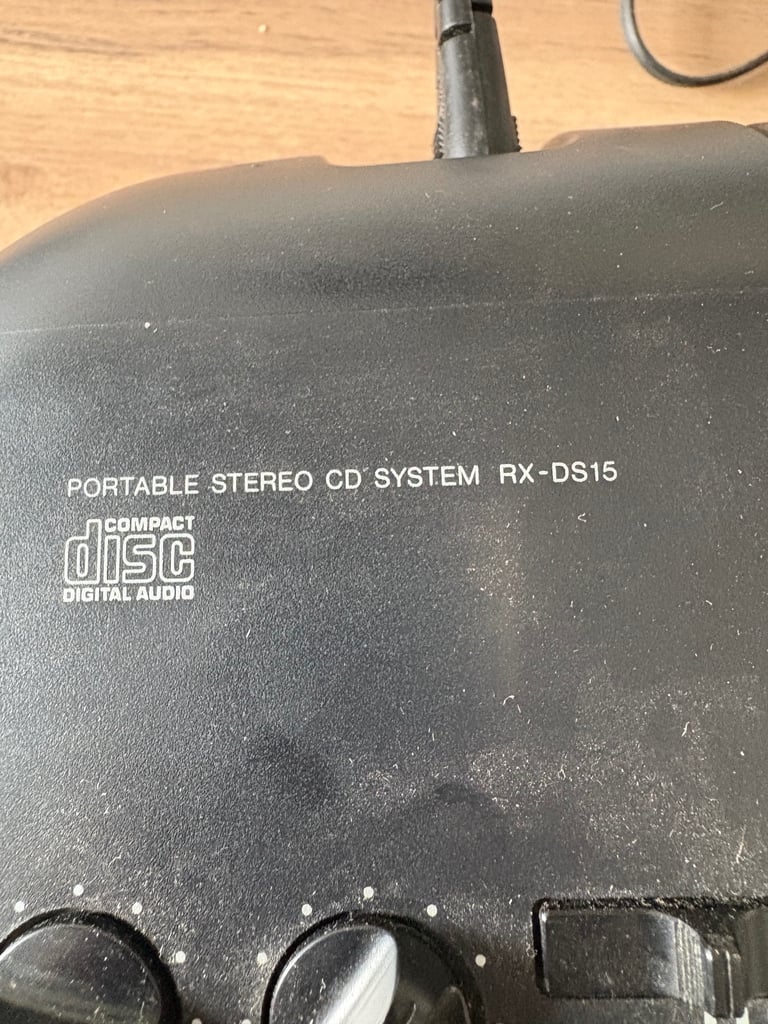 PORTABLE STEREO CD SYSTEM RX-DS15
COMPACT
disc
DIGITAL AUDIO